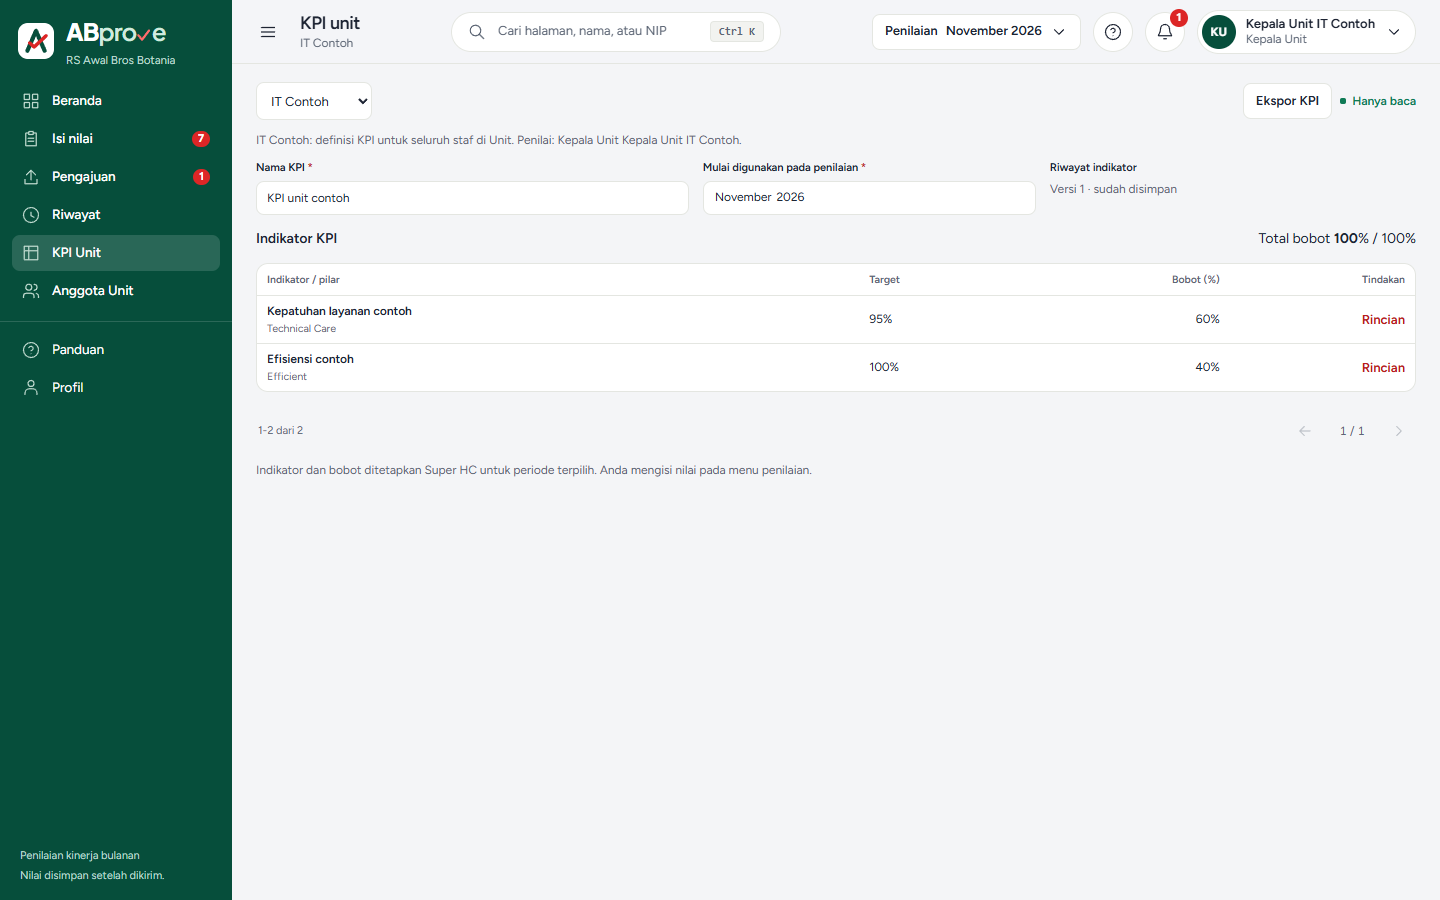 ABprove
RS Awal Bros Botania
Beranda
Isi nilai 7
Pengajuan 1
Riwayat
KPI Unit
Anggota Unit
Panduan
Profil
Penilaian kinerja bulanan
Nilai disimpan setelah dikirim.
KPI unit
IT Contoh
Cari halaman, nama, atau NIP Ctrl K
Penilaian November 2026
1
KU
Kepala Unit IT Contoh
Kepala Unit
IT Contoh
Ekspor KPI
Hanya baca
IT Contoh: definisi KPI untuk seluruh staf di Unit. Penilai: Kepala Unit Kepala Unit IT Contoh.
Nama KPI * Mulai digunakan pada penilaian * Riwayat indikator
KPI unit contoh November 2026 Versi 1 · sudah disimpan
Indikator KPI Total bobot 100% / 100%
Indikator / pilar Target Bobot (%) Tindakan
Kepatuhan layanan contoh
Technical Care
95% 60% Rincian
Efisiensi contoh
Efficient
100% 40% Rincian
1-2 dari 2 1 / 1
Indikator dan bobot ditetapkan Super HC untuk periode terpilih. Anda mengisi nilai pada menu penilaian.